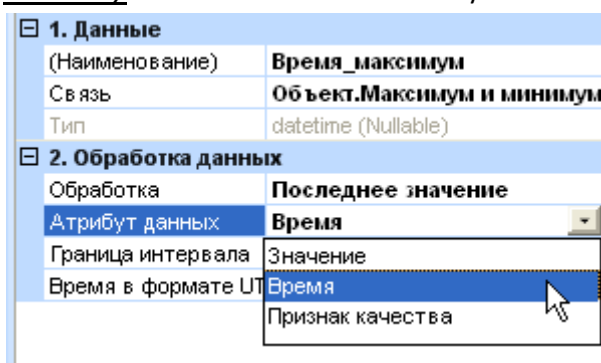 1. Данные
(Наименование) Время_максимум
Связь Объект.Максимум и минимум
Тип datetime (Nullable)
2. Обработка данных
Обработка Последнее значение
Атрибут данных Время
Граница интервала Значение
Время в формате UT Время
Признак качества